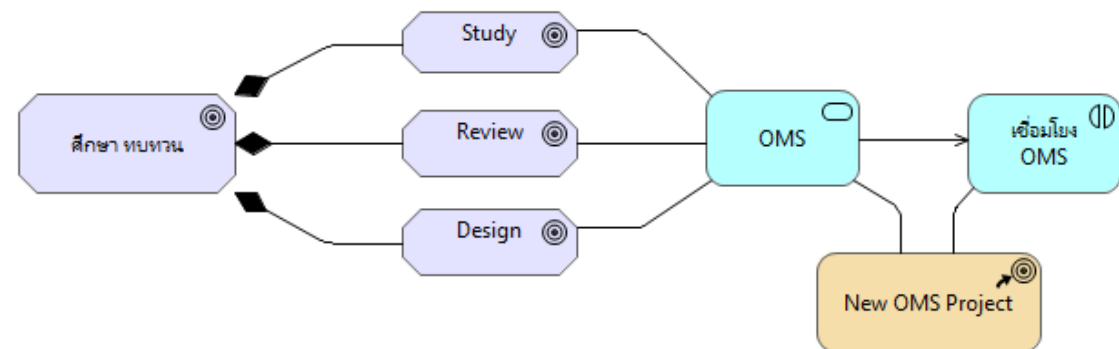 Study
ศึกษา ทบทวน
Review
OMS
เชื่อมโยง
OMS
Design
New OMS Project